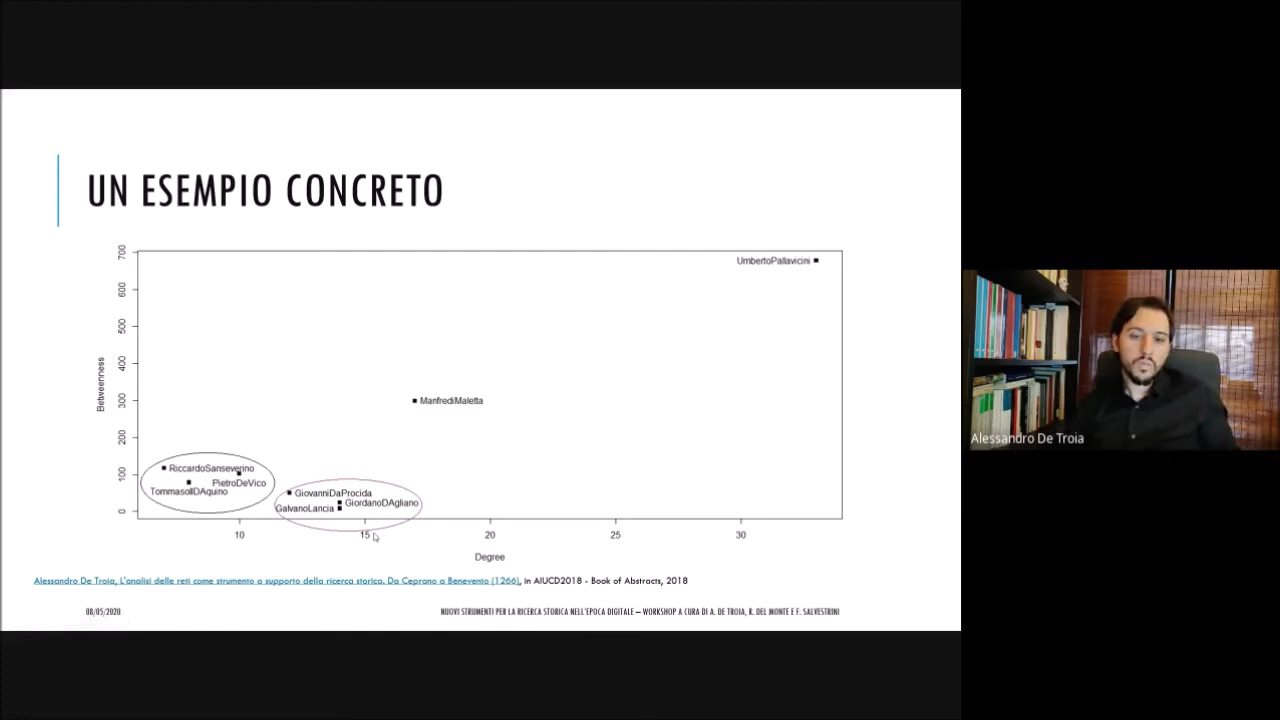 UN ESEMPIO CONCRETO
700
600
500
400
300
200
100
0
Betweenness
UmbertoPallavicini
ManfrediMaletta
RiccardoSanseverino
PietroDeVico
TommasoIIDAquino
GiovanniDaProcida
GiordanoDAgliano
GalvanoLancia
10
15
20
25
30
Degree
Alessandro De Troia, L'analisi delle reti come strumento a supporto della ricerca storica. Da Ceprano a Benevento (1266), in AIUCD2018 - Book of Abstracts, 2018
08/05/2020
NUOVI STRUMENTI PER LA RICERCA STORICA NELL'EPOCA DIGITALE – WORKSHOP A CURA DI A. DE TROIA, R. DEL MONTE E F. SALVESTRINI
Alessandro De Troia